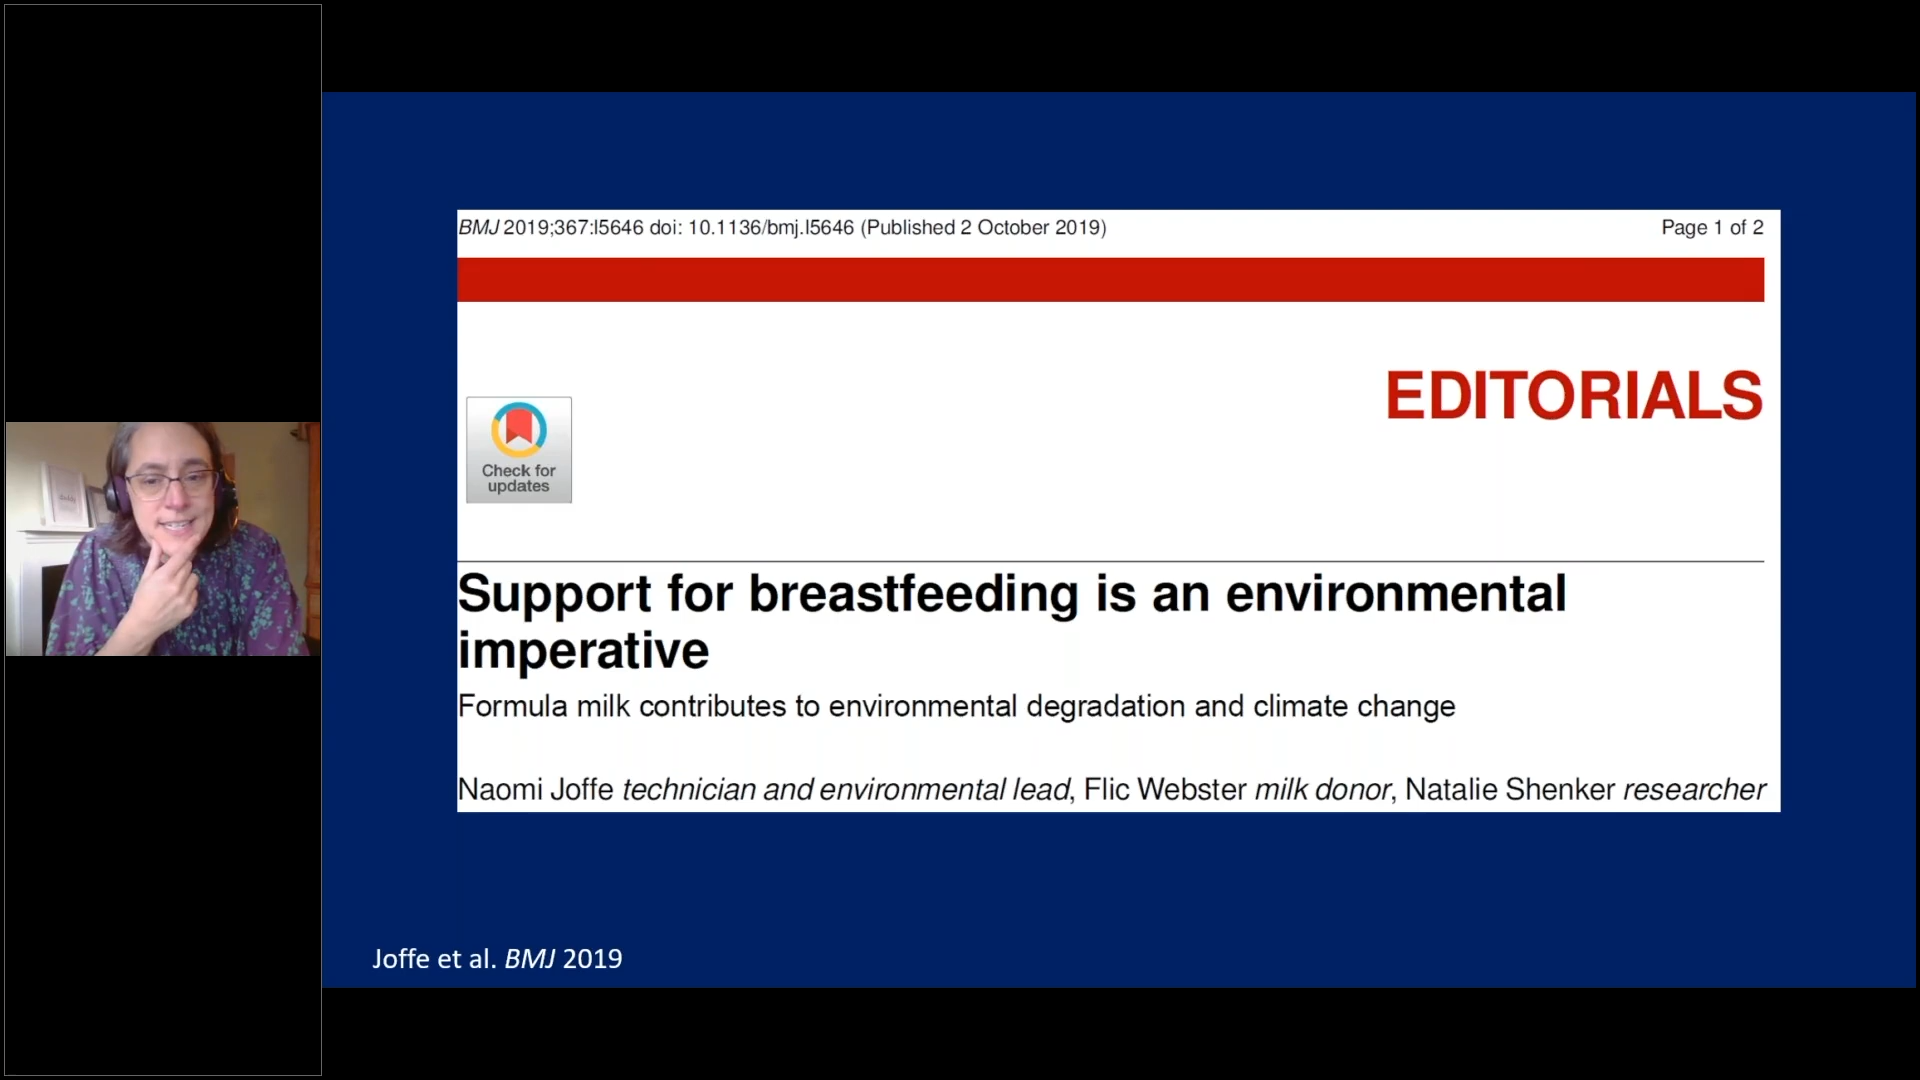 BMJ 2019;367:l5646 doi: 10.1136/bmj.l5646 (Published 2 October 2019)
Page 1 of 2
EDITORIALS
Check for
updates
Support for breastfeeding is an environmental
imperative
Formula milk contributes to environmental degradation and climate change
Naomi Joffe technician and environmental lead, Flic Webster milk donor, Natalie Shenker researcher
Joffe et al. BMJ 2019